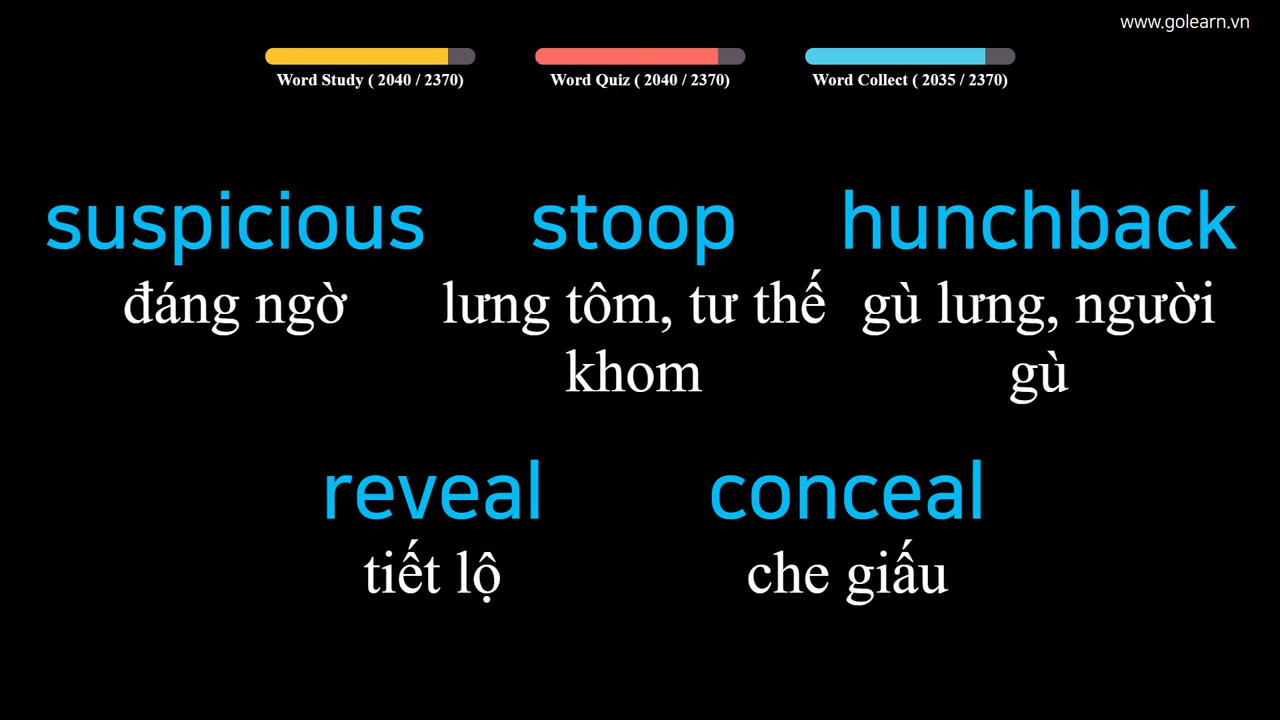 www.golearn.vn
Word Study ( 2040 / 2370)
Word Quiz ( 2040 / 2370)
Word Collect ( 2035 / 2370)
suspicious
đáng ngờ
stoop
lưng tôm, tư thế
khom
hunchback
gù lưng, người
gù
reveal
tiết lộ
conceal
che giấu